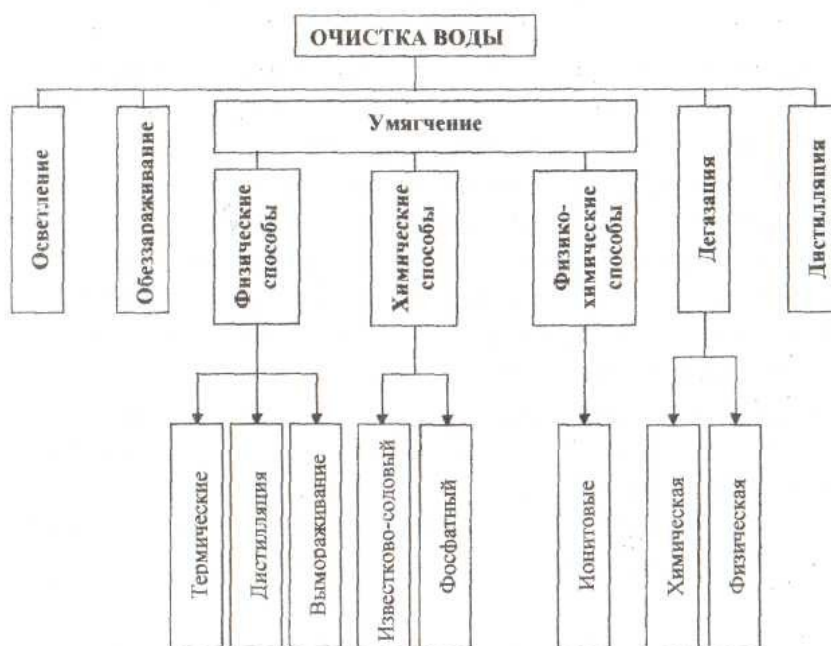 ОЧИСТКА ВОДЫ
Осветление
Обеззараживание
Умягчение
Физические
способы
Химические
способы
Физико-
химические
способы
Дегазация
Дистилляция
Термические
Дистилляция
Вымораживание
Известково-содовый
Фосфатный
Ионитовые
Химическая
Физическая